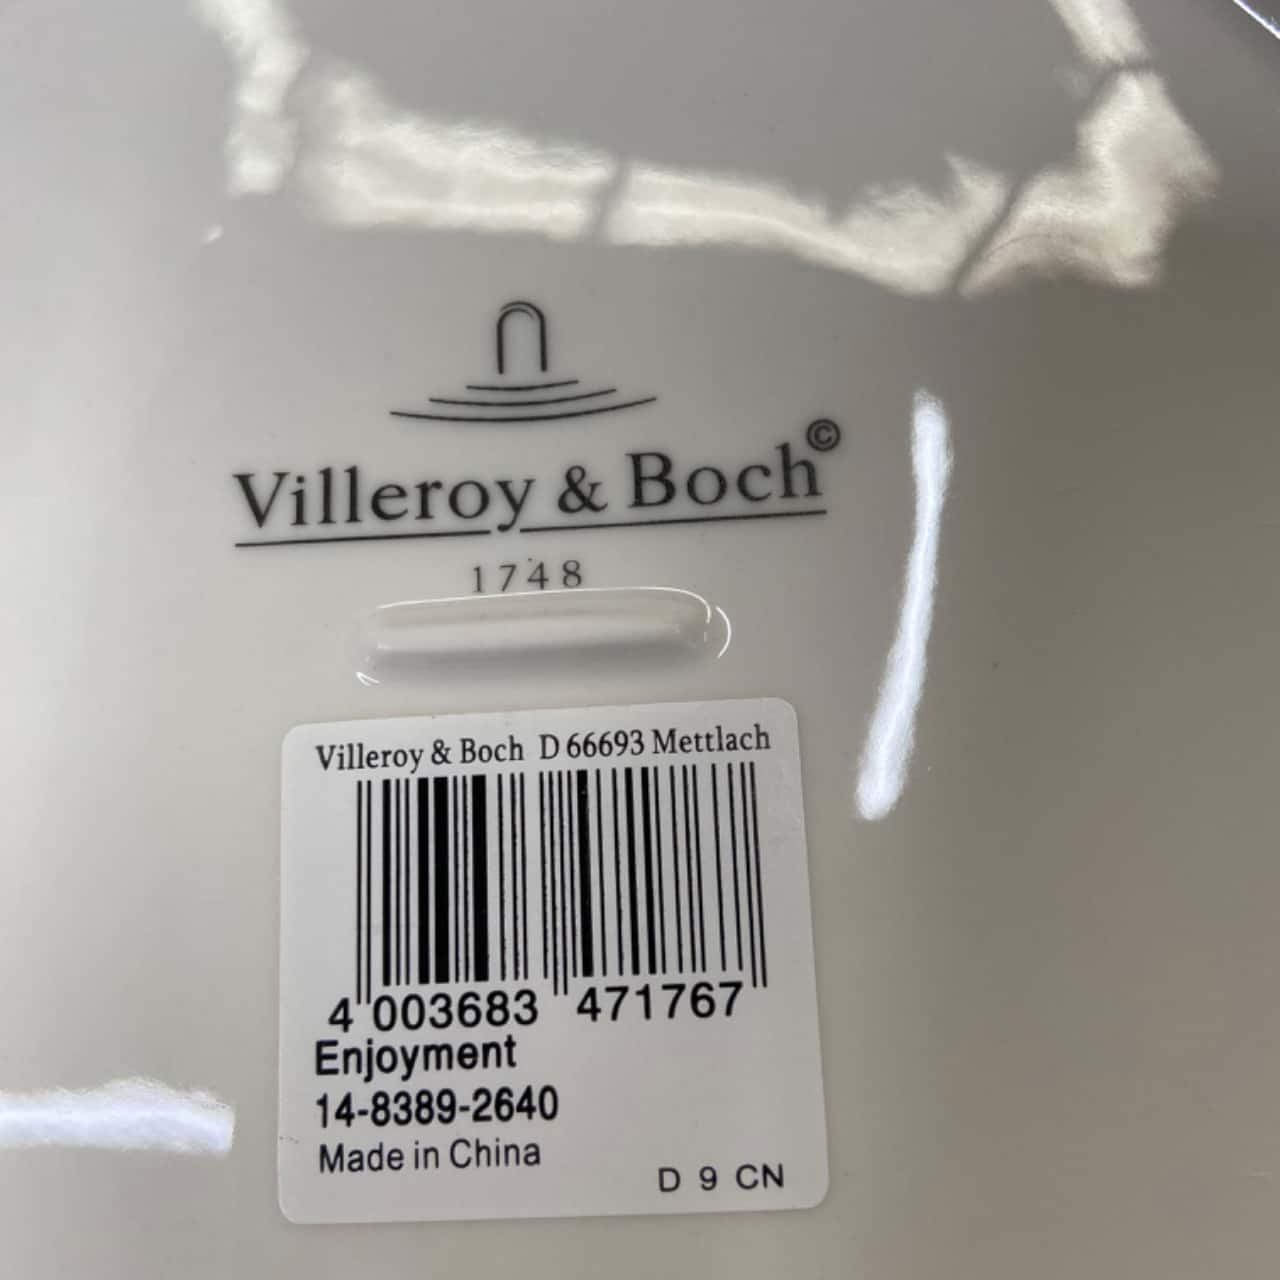 Villeroy & Boch©
1748
Villeroy & Boch D 66693 Mettlach
4 003683 471767
Enjoyment
14-8389-2640
Made in China
D 9 CN